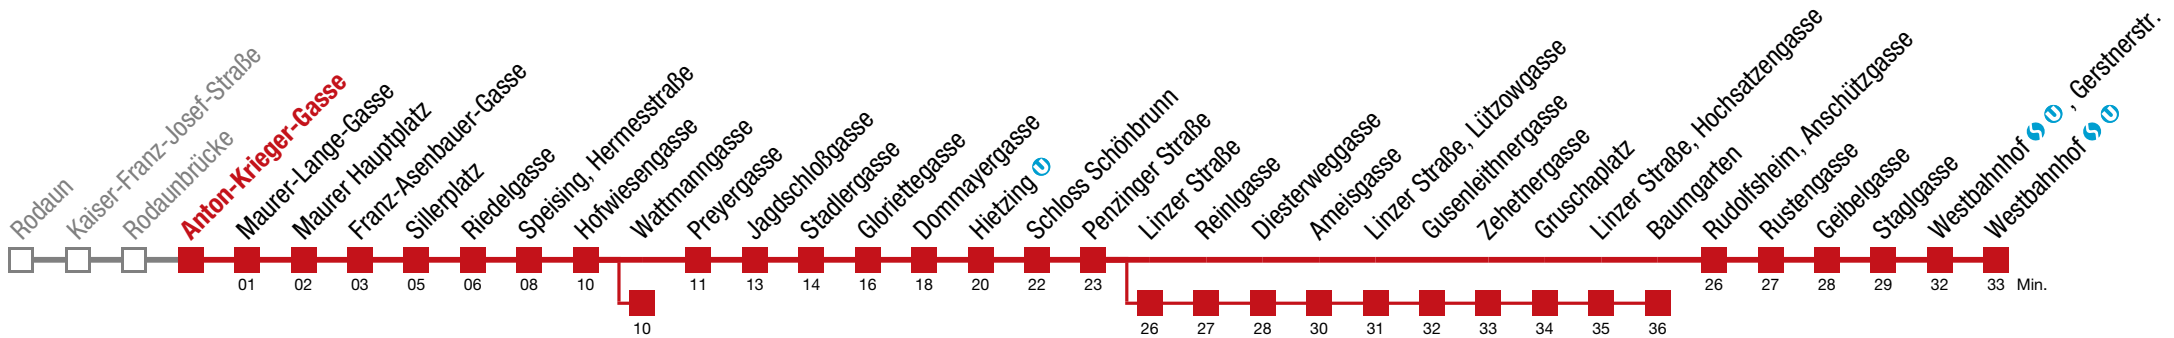 Rodaun
Kaiser-Franz-Josef-Straße
Rodaunbrücke
Anton-Krieger-Gasse
Maurer-Lange-Gasse
Maurer Hauptplatz
Franz-Asenbauer-Gasse
Sillerplatz
Riedelgasse
Speising, Hermesstraße
Hofwiesengasse
Wattmanngasse
Preyergasse
Jagdschloßgasse
Stadlergasse
Gloriettegasse
Dommayergasse
Hietzing U
Schloss Schönbrunn
Penzinger Straße
Linzer Straße
Reinlgasse
Diesterweggasse
Ameisgasse
Linzer Straße, Lützowgasse
Gusenleithnergasse
Zehetnergasse
Gruschaplatz
Linzer Straße, Hochsatzengasse
Baumgarten
Rudolfsheim, Anschützgasse
Rustengasse
Geibelgasse
Staglgasse
Westbahnhof S U, Gerstnerstr.
Westbahnhof S U
01 02 03 05 06 08 10 11 13 14 16 18 20 22 23 26 27 28 29 32 33 Min.
10 26 27 28 30 31 32 33 34 35 36